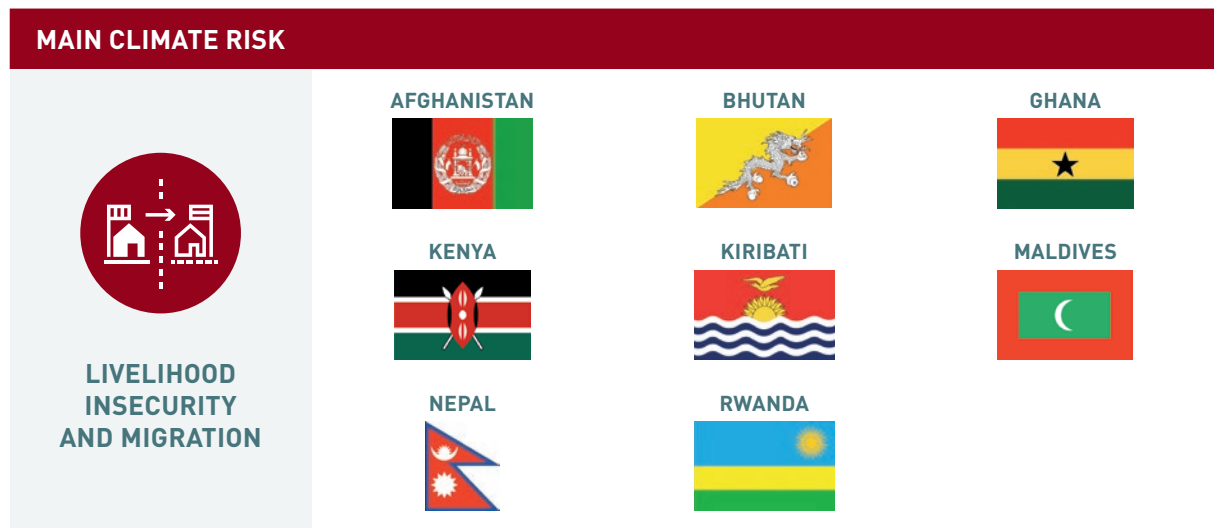 MAIN CLIMATE RISK
LIVELIHOOD
INSECURITY
AND MIGRATION
AFGHANISTAN
BHUTAN
GHANA
KENYA
KIRIBATI
MALDIVES
NEPAL
RWANDA